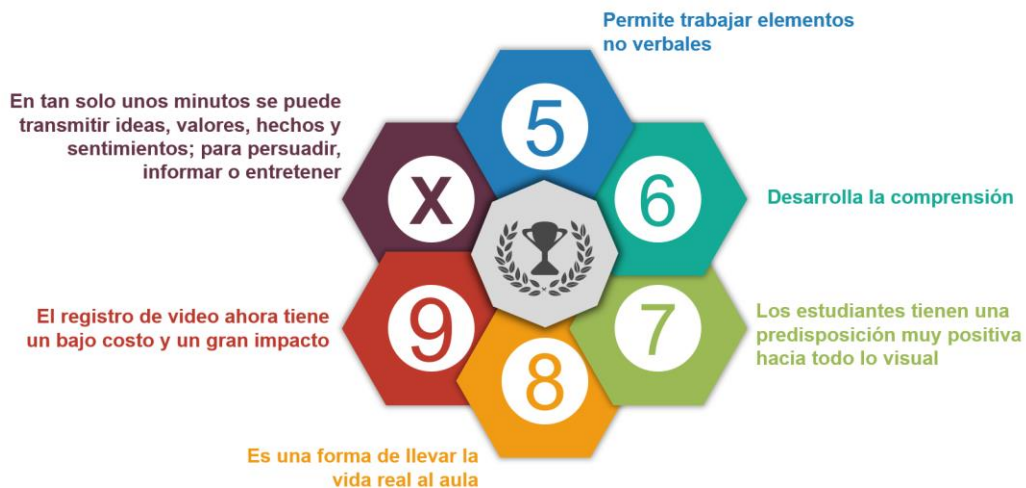 5
Permite trabajar elementos
no verbales
6
Desarrolla la comprensión
7
Los estudiantes tienen una
predisposición muy positiva
hacia todo lo visual
8
Es una forma de llevar la
vida real al aula
9
El registro de video ahora tiene
un bajo costo y un gran impacto
X
En tan solo unos minutos se puede
transmitir ideas, valores, hechos y
sentimientos; para persuadir,
informar o entretener